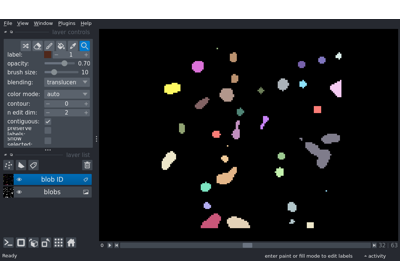 File View Window Plugins Help
layer controls
label: 1
opacity: 0.70
brush size: 10
blending: translucen
color mode: auto
contour: 0
n edit dim: 2
contiguous:
preserve labels:
show selected:
layer list
blob ID
blobs
0 32 63
Ready enter paint or fill mode to edit labels activity